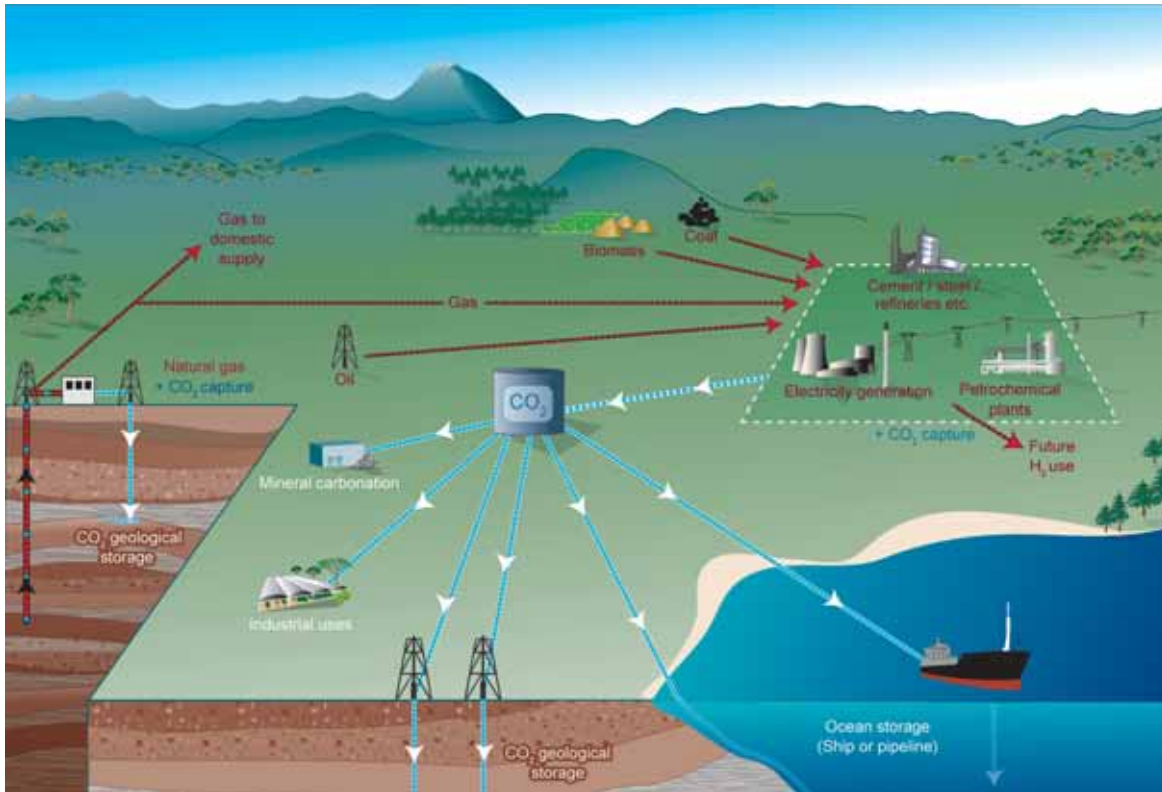 Gas to
domestic
supply
Coal
Biomass
Cement / steel /
refineries etc.
Gas
Natural gas
+ CO₂ capture
Oil
CO₂
Electricity generation
Petrochemical
plants
+ CO₂ capture
Future
H₂ use
Mineral carbonation
CO₂ geological
storage
Industrial uses
Ocean storage
(Ship or pipeline)
CO₂ geological
storage